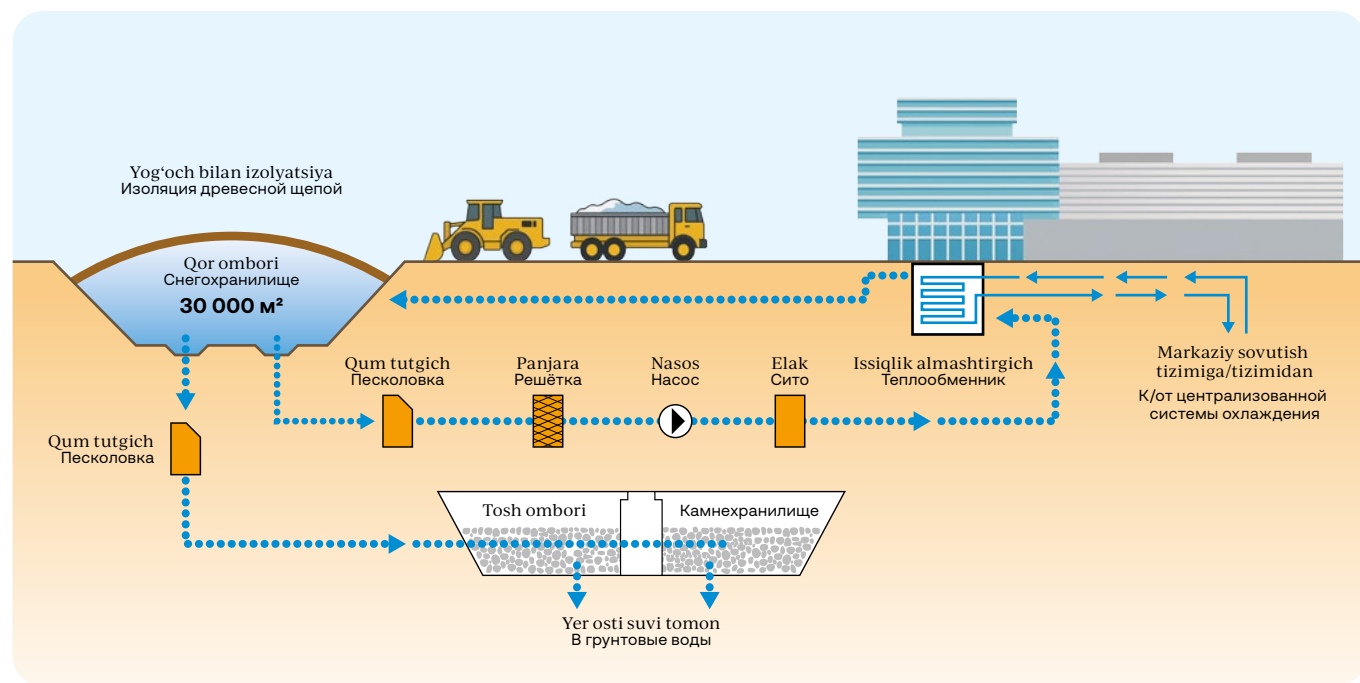 Yog‘och bilan izolyatsiya
Изоляция древесной щепой
Qor ombori
Снегохранилище
30 000 м²
Qum tutgich
Песколовка
Panjara
Решётка
Nasos
Насос
Elak
Сито
Issiqlik almashtirgich
Теплообменник
Markaziy sovutish
tizimiga/tizimidan
К/от централизованной
системы охлаждения
Qum tutgich
Песколовка
Tosh ombori
Камнехранилище
Yer osti suvi tomon
В грунтовые воды